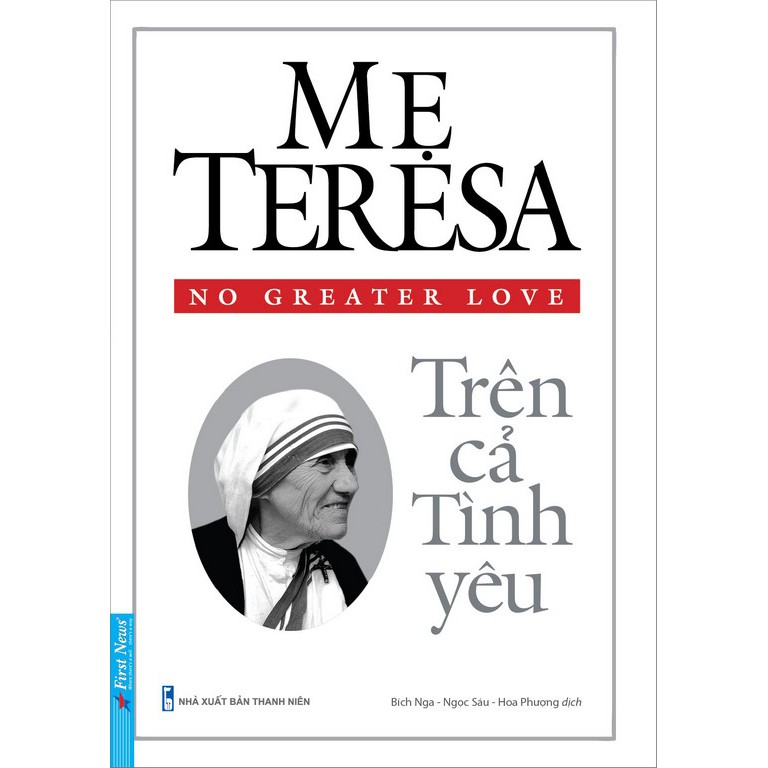 MẸ
TERESA
NO GREATER LOVE
Trên
cả
Tình
yêu
First News
NHÀ XUẤT BẢN THANH NIÊN
Bích Nga - Ngọc Sáu - Hoa Phượng dịch